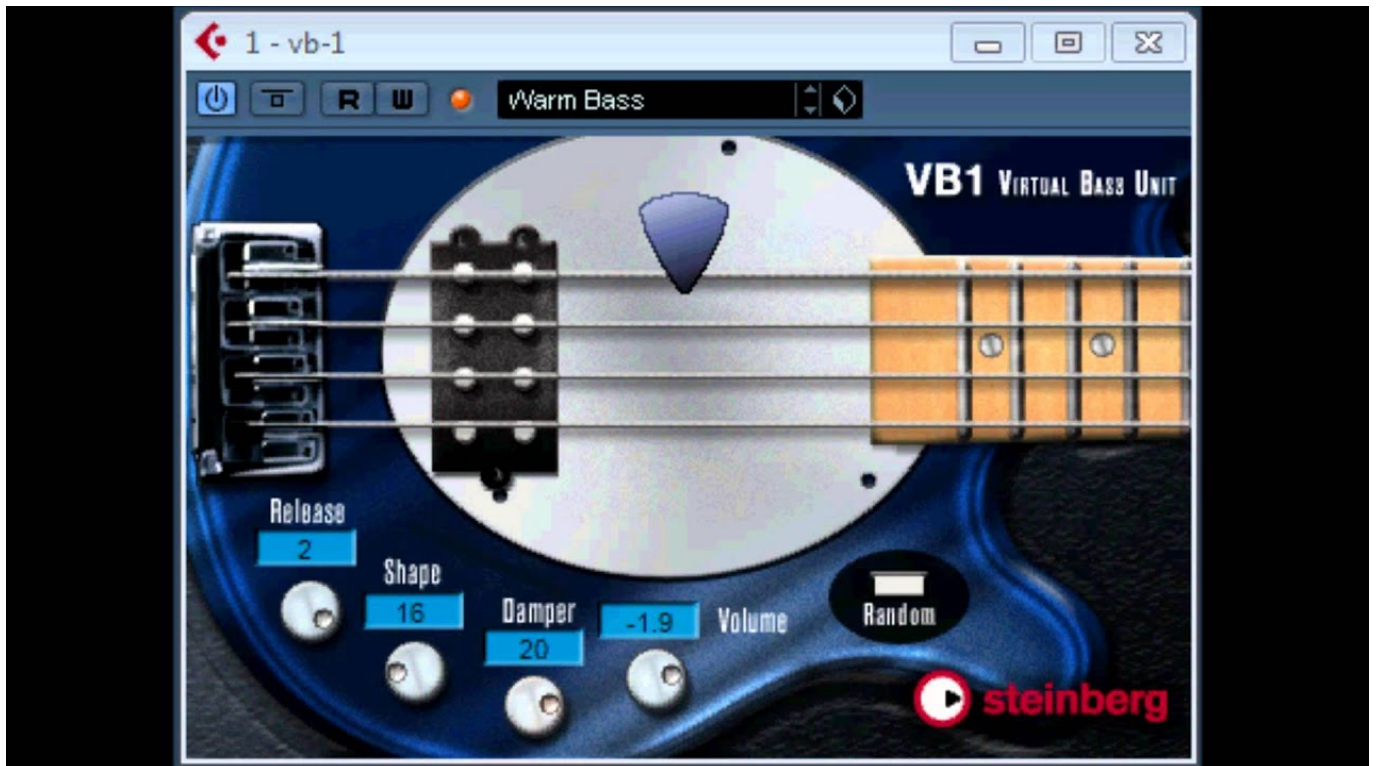 1 - vb-1
R W Warm Bass
VB1 Virtual Bass Unit
Release
2
Shape
16
Damper
20
-1.9 Volume
Random
steinberg